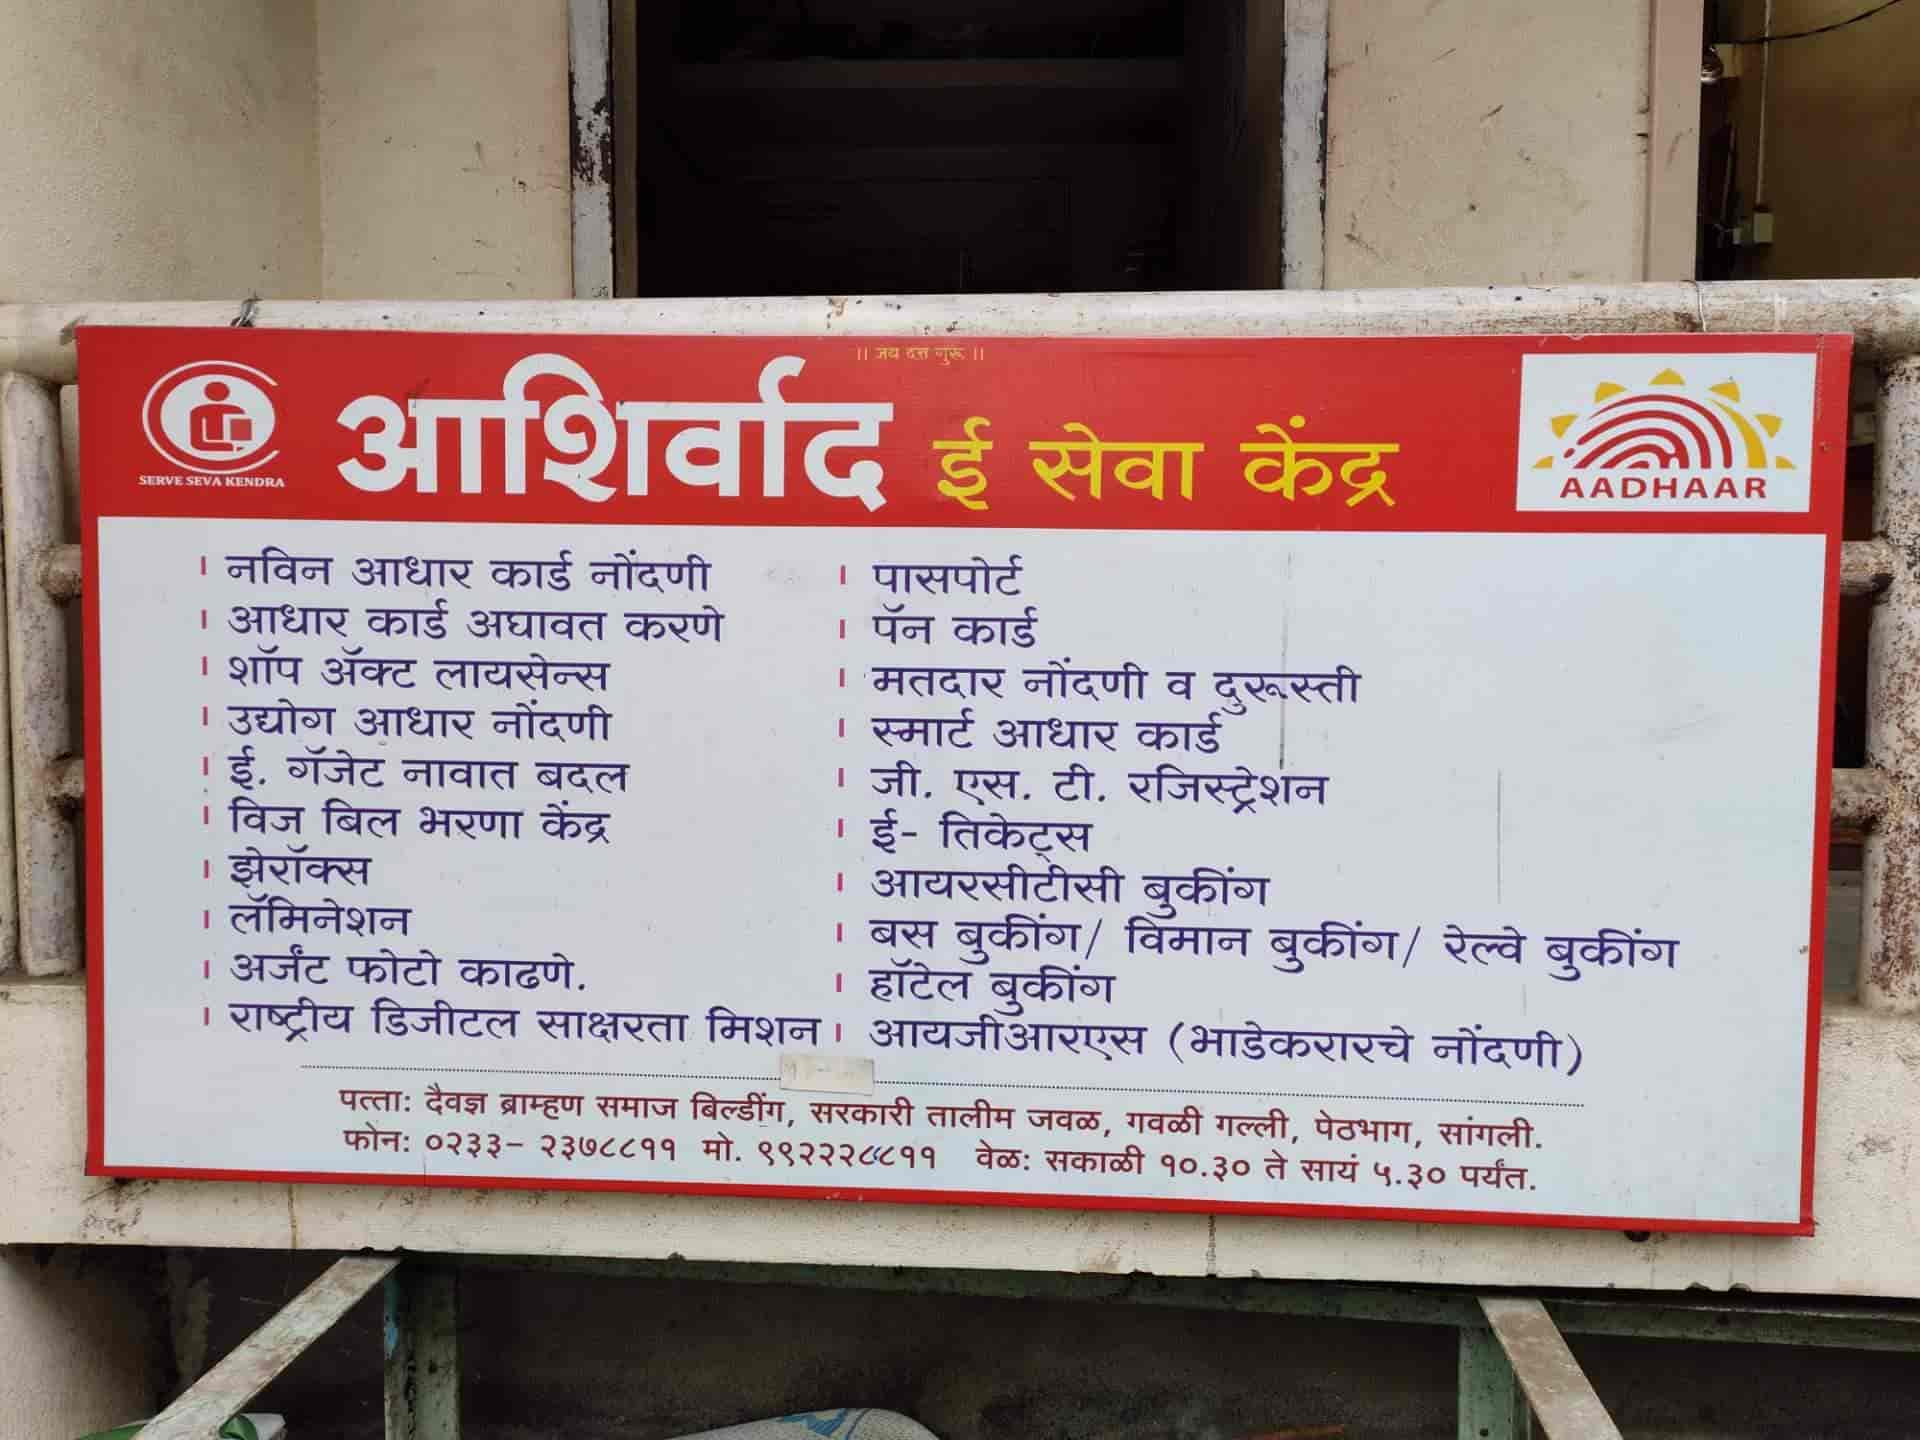 || जय दत्त गुरू ||
SERVE SEVA KENDRA
आशिर्वाद ई सेवा केंद्र
AADHAAR
नविन आधार कार्ड नोंदणी
आधार कार्ड अघावत करणे
शॉप ॲक्ट लायसेन्स
उद्योग आधार नोंदणी
ई. गॅजेट नावात बदल
विज बिल भरणा केंद्र
झेरॉक्स
लॅमिनेशन
अर्जंट फोटो काढणे.
राष्ट्रीय डिजीटल साक्षरता मिशन
पासपोर्ट
पॅन कार्ड
मतदार नोंदणी व दुरूस्ती
स्मार्ट आधार कार्ड
जी. एस. टी. रजिस्ट्रेशन
ई- तिकेट्स
आयरसीटीसी बुकींग
बस बुकींग/ विमान बुकींग/ रेल्वे बुकींग
हॉटेल बुकींग
आयजीआरएस (भाडेकरारचे नोंदणी)
पत्ता: दैवज्ञ ब्राम्हण समाज बिल्डींग, सरकारी तालीम जवळ, गवळी गल्ली, पेठभाग, सांगली.
फोन: ०२३३- २३७८८११ मो. ९९२२२८८११ वेळ: सकाळी १०.३० ते सायं ५.३० पर्यंत.